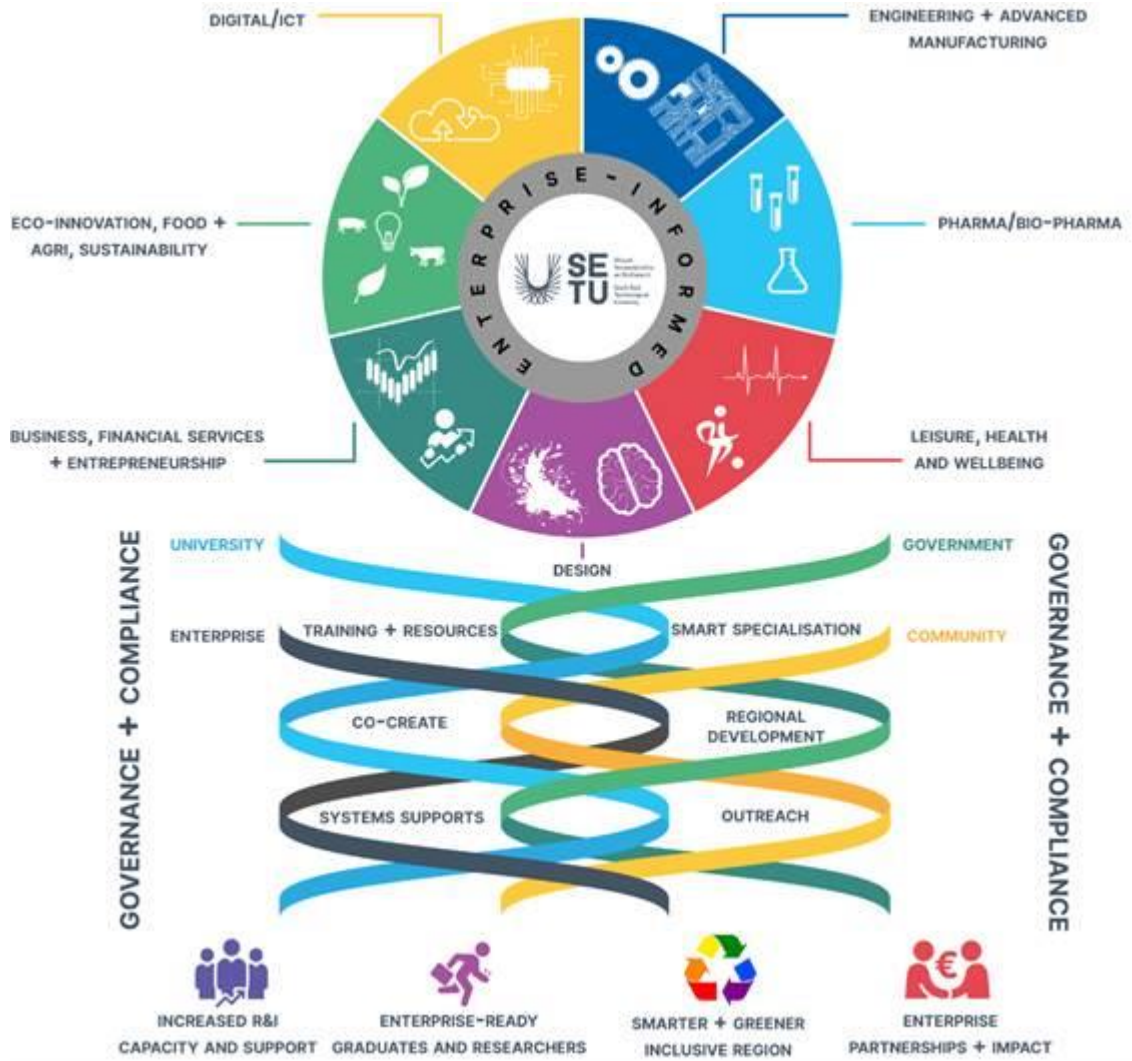 DIGITAL/ICT
ENGINEERING + ADVANCED
MANUFACTURING
ECO-INNOVATION, FOOD +
AGRI, SUSTAINABILITY
PHARMA/BIO-PHARMA
ENTERPRISE-INFORMED
SE
TU
BUSINESS, FINANCIAL SERVICES
+ ENTREPRENEURSHIP
LEISURE, HEALTH
AND WELLBEING
DESIGN
GOVERNANCE + COMPLIANCE
UNIVERSITY
GOVERNMENT
ENTERPRISE
TRAINING + RESOURCES
SMART SPECIALISATION
COMMUNITY
CO-CREATE
REGIONAL
DEVELOPMENT
SYSTEMS SUPPORTS
OUTREACH
GOVERNANCE + COMPLIANCE
€
INCREASED R&I
CAPACITY AND SUPPORT
ENTERPRISE-READY
GRADUATES AND RESEARCHERS
SMARTER + GREENER
INCLUSIVE REGION
ENTERPRISE
PARTNERSHIPS + IMPACT